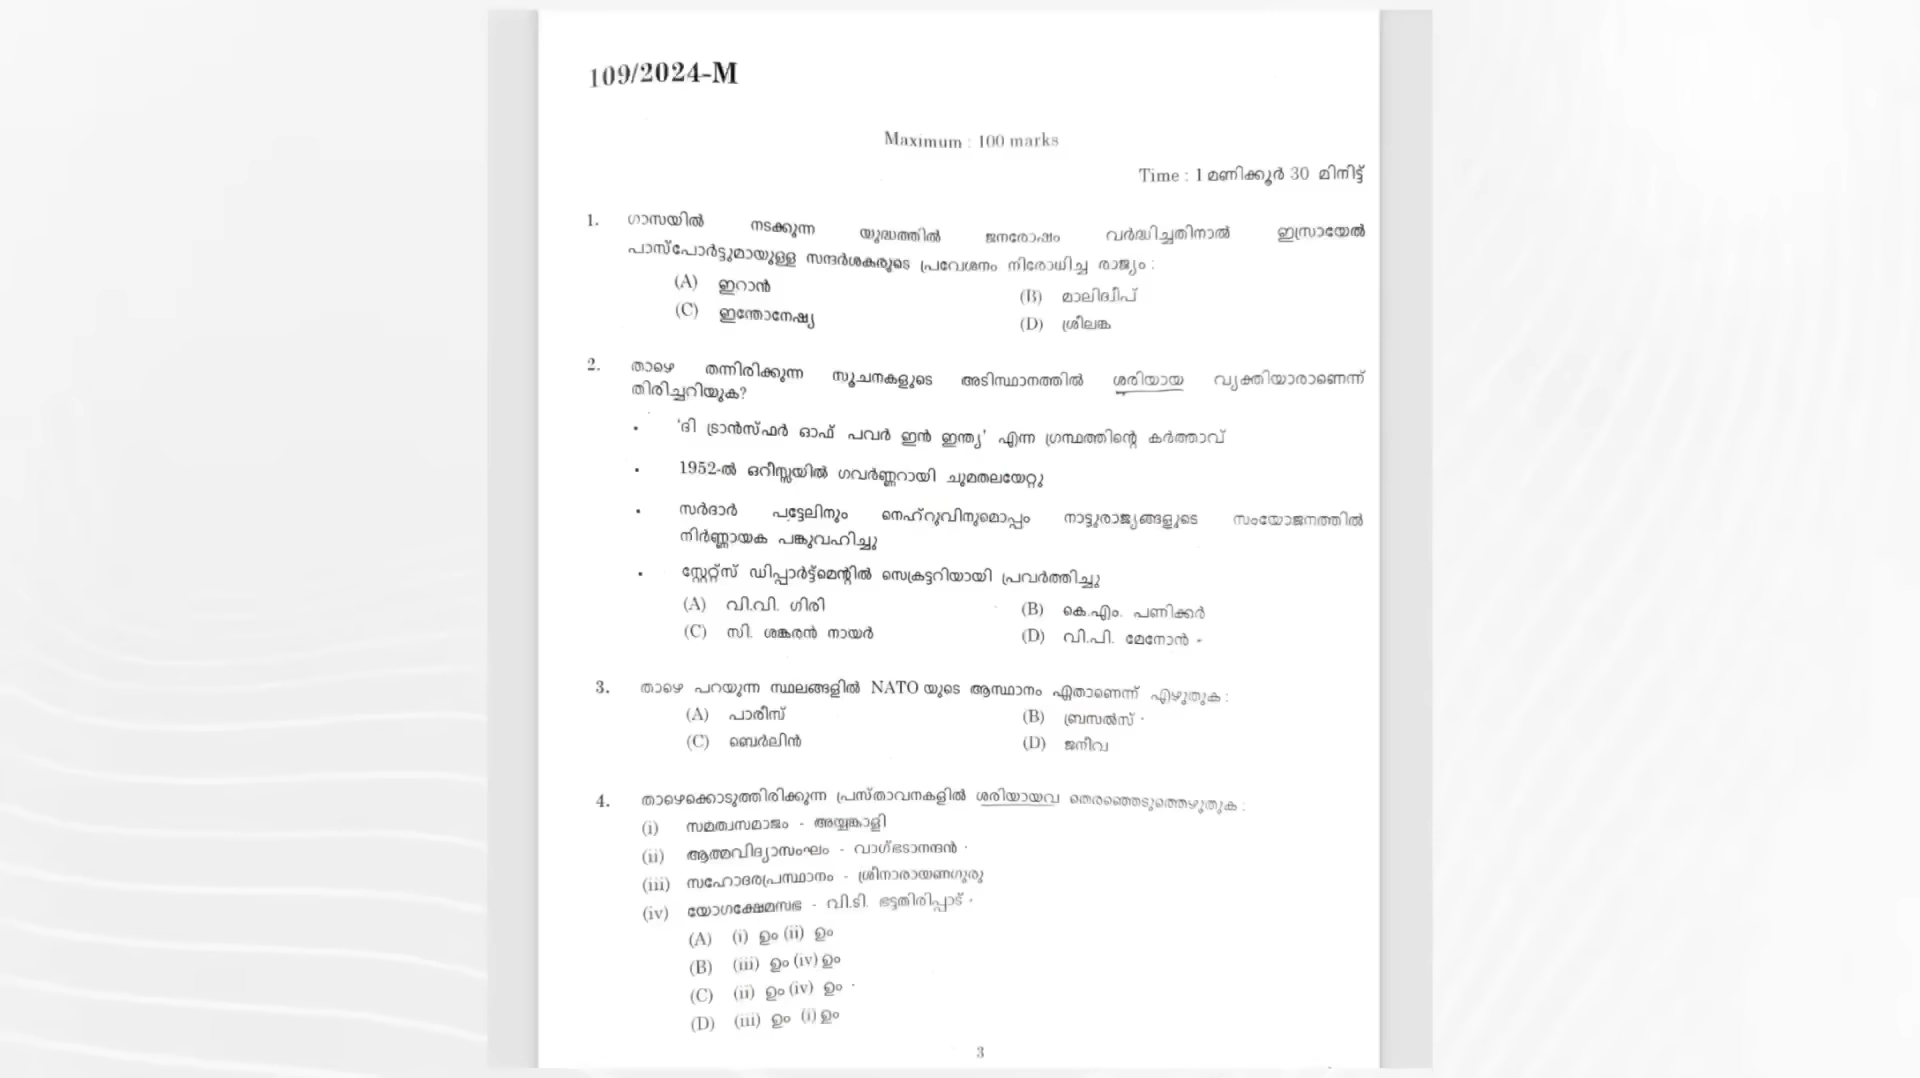 109/2024-M
Maximum : 100 marks
Time : 1 മണിക്കൂർ 30 മിനിട്ട്
1. ഗാസയിൽ നടക്കുന്ന യുദ്ധത്തിൽ ജനരോഷം വർദ്ധിച്ചതിനാൽ ഇസ്രായേൽ
പാസ്പോർട്ടുമായുള്ള സന്ദർശകരുടെ പ്രവേശനം നിരോധിച്ച രാജ്യം :
(A) ഇറാൻ (B) മാലിദ്വീപ്
(C) ഇന്തോനേഷ്യ (D) ശ്രീലങ്ക
2. താഴെ തന്നിരിക്കുന്ന സൂചനകളുടെ അടിസ്ഥാനത്തിൽ ശരിയായ വ്യക്തിയാരാണെന്ന്
തിരിച്ചറിയുക?
• 'ദി ട്രാൻസ്ഫർ ഓഫ് പവർ ഇൻ ഇന്ത്യ' എന്ന ഗ്രന്ഥത്തിന്റെ കർത്താവ്
• 1952-ൽ ഒറീസ്സയിൽ ഗവർണ്ണറായി ചുമതലയേറ്റു
• സർദാർ പട്ടേലിനും നെഹ്റുവിനുമൊപ്പം നാട്ടുരാജ്യങ്ങളുടെ സംയോജനത്തിൽ
നിർണ്ണായക പങ്കുവഹിച്ചു
• സ്റ്റേറ്റ്സ് ഡിപ്പാർട്ട്മെന്റിൽ സെക്രട്ടറിയായി പ്രവർത്തിച്ചു
(A) വി.വി. ഗിരി (B) കെ.എം. പണിക്കർ
(C) സി. ശങ്കരൻ നായർ (D) വി.പി. മേനോൻ
3. താഴെ പറയുന്ന സ്ഥലങ്ങളിൽ NATO യുടെ ആസ്ഥാനം ഏതാണെന്ന് എഴുതുക :
(A) പാരീസ് (B) ബ്രസൽസ്
(C) ബെർലിൻ (D) ജനീവ
4. താഴെക്കൊടുത്തിരിക്കുന്ന പ്രസ്താവനകളിൽ ശരിയായവ തെരഞ്ഞെടുത്തെഴുതുക :
(i) സമത്വസമാജം - അയ്യങ്കാളി
(ii) ആത്മവിദ്യാസംഘം - വാഗ്ഭടാനന്ദൻ
(iii) സഹോദരപ്രസ്ഥാനം - ശ്രീനാരായണഗുരു
(iv) യോഗക്ഷേമസഭ - വി.ടി. ഭട്ടതിരിപ്പാട്
(A) (i) ഉം (ii) ഉം
(B) (iii) ഉം (iv) ഉം
(C) (ii) ഉം (iv) ഉം
(D) (iii) ഉം (i) ഉം
3